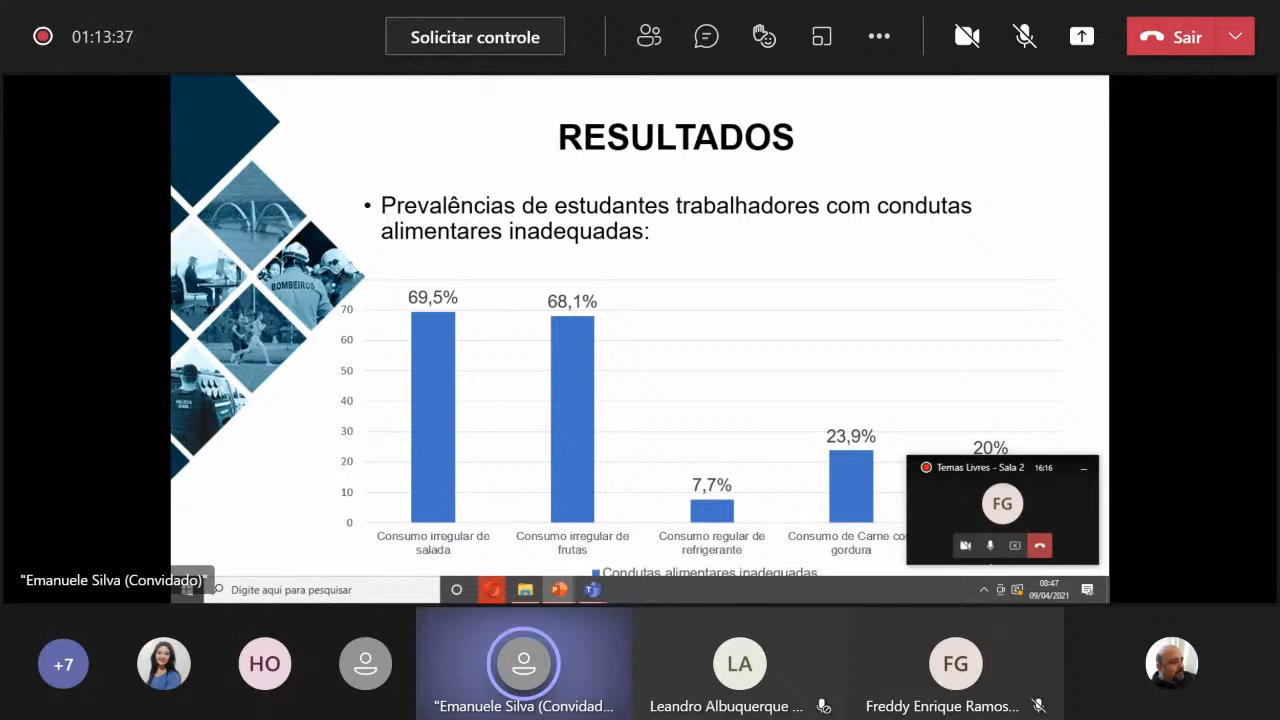 01:13:37
Solicitar controle
Sair
RESULTADOS
• Prevalências de estudantes trabalhadores com condutas
alimentares inadequadas:
BOMBEIROS
69,5%
68,1%
7,7%
23,9%
20%
70
60
50
40
30
20
10
0
Consumo irregular de
salada
Consumo irregular de
frutas
Consumo regular de
refrigerante
Consumo de Carne co
gordura
Condutas alimentares inadequadas
Temas Livres - Sala 2 16:16
FG
"Emanuele Silva (Convidado)"
Digite aqui para pesquisar
08:47
09/04/2021
+7
HO
LA
FG
"Emanuele Silva (Convidad...
Leandro Albuquerque ...
Freddy Enrique Ramos...